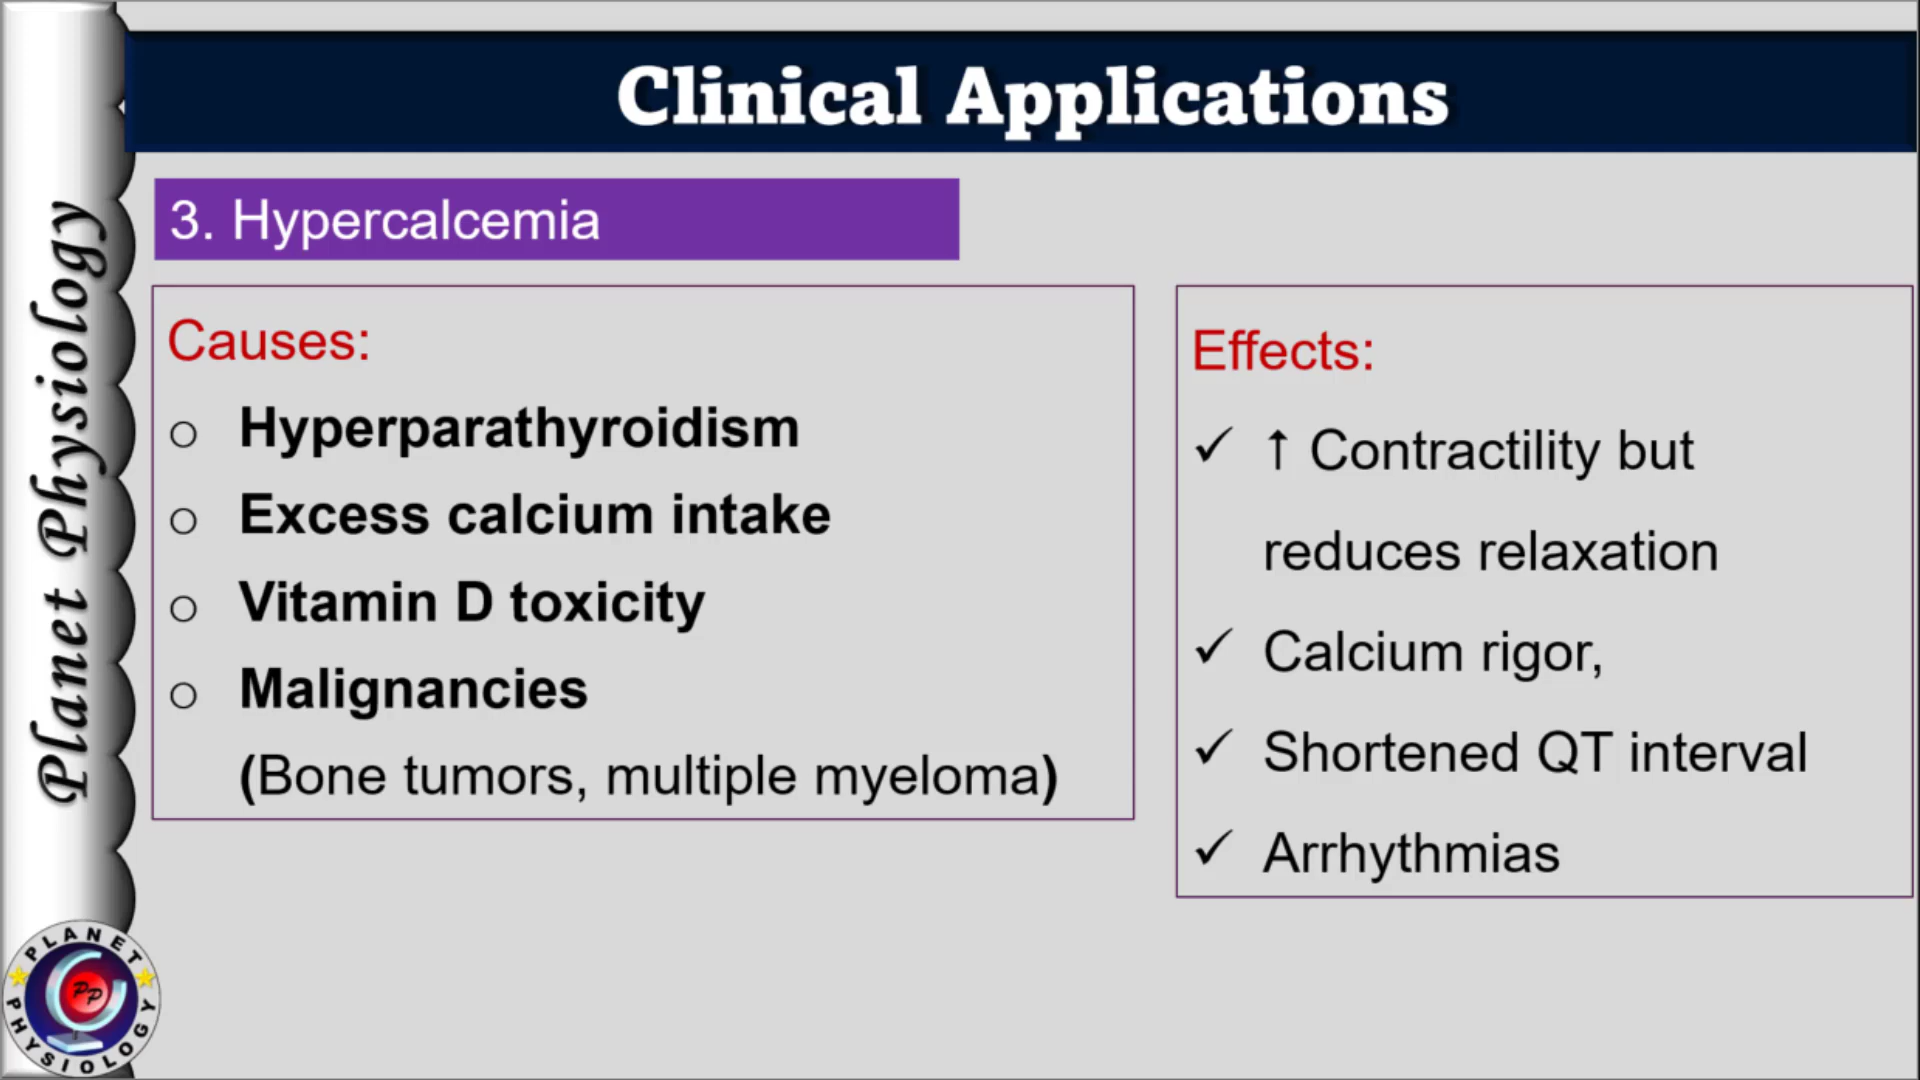 Clinical Applications
3. Hypercalcemia
Causes:
o Hyperparathyroidism
o Excess calcium intake
o Vitamin D toxicity
o Malignancies
(Bone tumors, multiple myeloma)
Effects:
✓ ↑ Contractility but
reduces relaxation
✓ Calcium rigor,
✓ Shortened QT interval
✓ Arrhythmias
Planet Physiology
PLANET
PP
PHYSIOLOGY